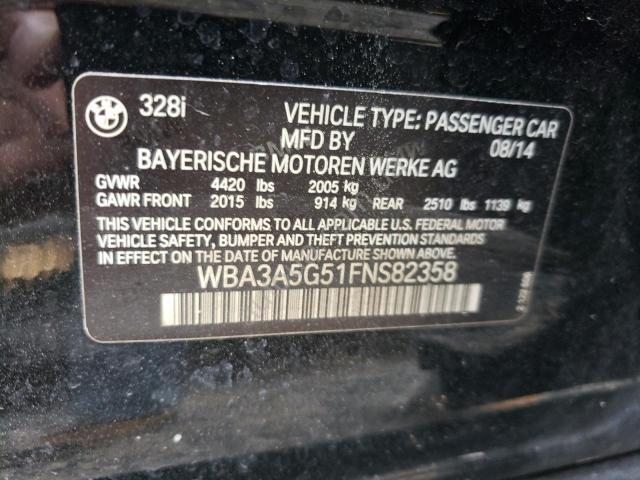 328i VEHICLE TYPE: PASSENGER CAR
MFD BY 08/14
BAYERISCHE MOTOREN WERKE AG
GVWR 4420 lbs 2005 kg
GAWR FRONT 2015 lbs 914 kg REAR 2510 lbs 1139 kg
THIS VEHICLE CONFORMS TO ALL APPLICABLE U.S. FEDERAL MOTOR
VEHICLE SAFETY, BUMPER AND THEFT PREVENTION STANDARDS
IN EFFECT ON THE DATE OF MANUFACTURE SHOWN ABOVE.
WBA3A5G51FNS82358